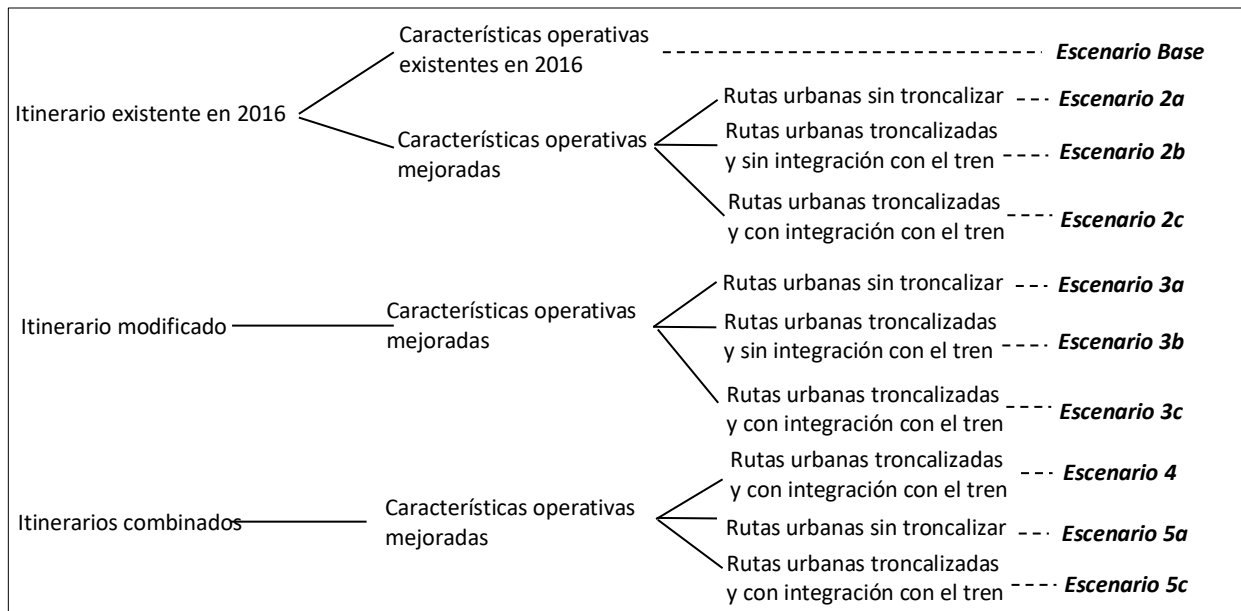 Características operativas
existentes en 2016
Escenario Base
Itinerario existente en 2016
Características operativas
mejoradas
Rutas urbanas sin troncalizar
Escenario 2a
Rutas urbanas troncalizadas
y sin integración con el tren
Escenario 2b
Rutas urbanas troncalizadas
y con integración con el tren
Escenario 2c
Itinerario modificado
Características operativas
mejoradas
Rutas urbanas sin troncalizar
Escenario 3a
Rutas urbanas troncalizadas
y sin integración con el tren
Escenario 3b
Rutas urbanas troncalizadas
y con integración con el tren
Escenario 3c
Itinerarios combinados
Características operativas
mejoradas
Rutas urbanas troncalizadas
y con integración con el tren
Escenario 4
Rutas urbanas sin troncalizar
Escenario 5a
Rutas urbanas troncalizadas
y con integración con el tren
Escenario 5c